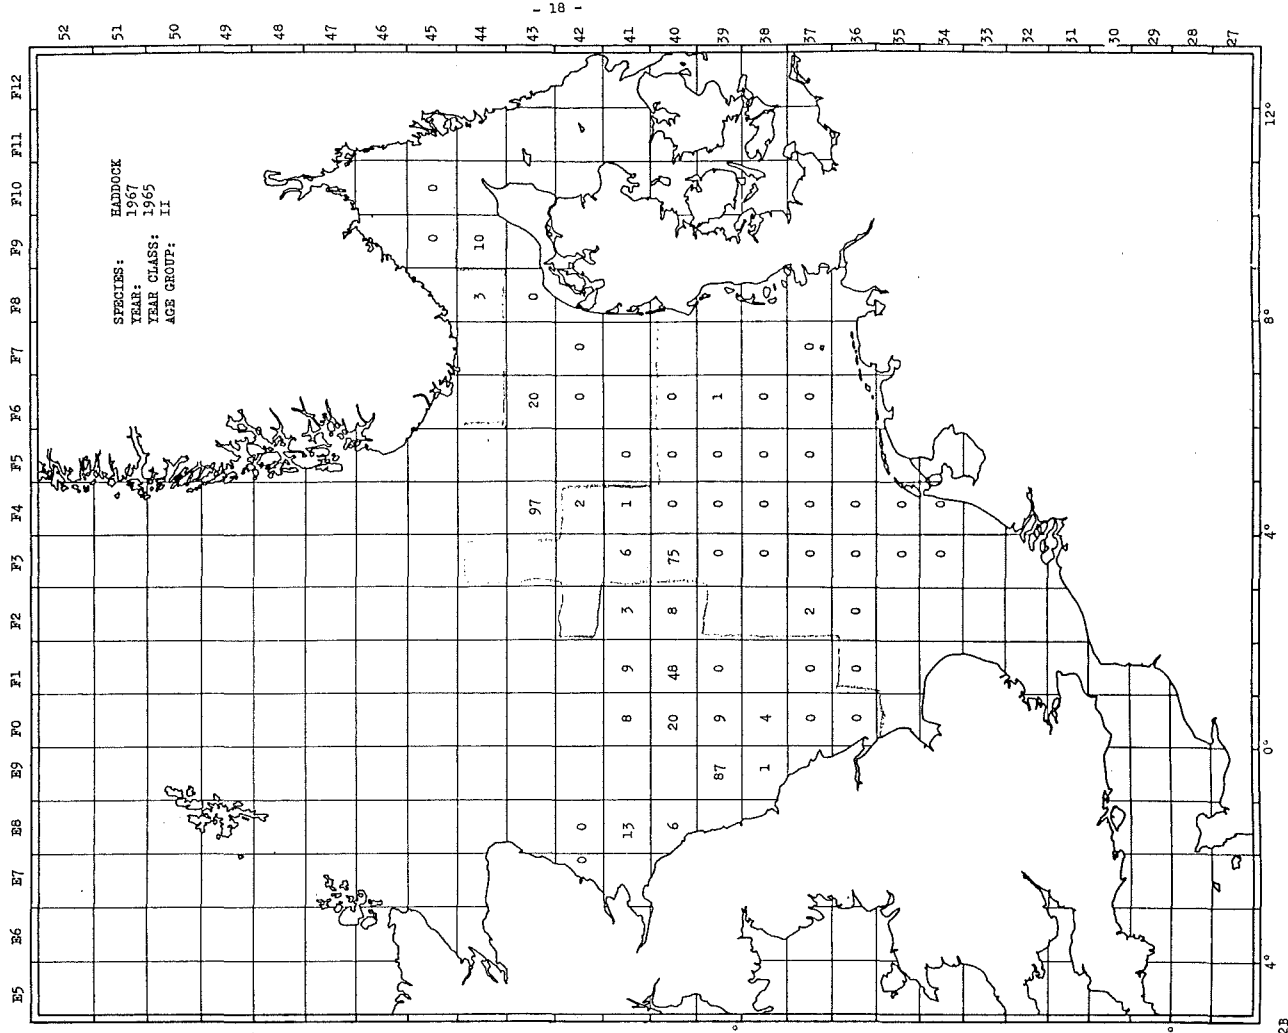 E5 E6 E7 E8 E9 F0 F1 F2 F3 F4 F5 F6 F7 F8 F9 F10 F11 F12
SPECIES: HADDOCK
YEAR: 1967
YEAR CLASS: 1965
AGE GROUP: II
52
51
50
49
48
47
46
0 0 45
3 10 44
97 20 0 43
0 0 2 0 0 42
- 18 -
13 8 9 3 6 1 0 41
6 20 48 8 75 0 0 0 40
87 9 0 0 0 0 1 39
1 4 0 0 0 0 38
0 0 2 0 0 0 0 0 37
0 0 0 0 0 36
0 0 35
0 0 34
33
32
31
30
29
28
27
4° 0° 4° 8° 12°
2B